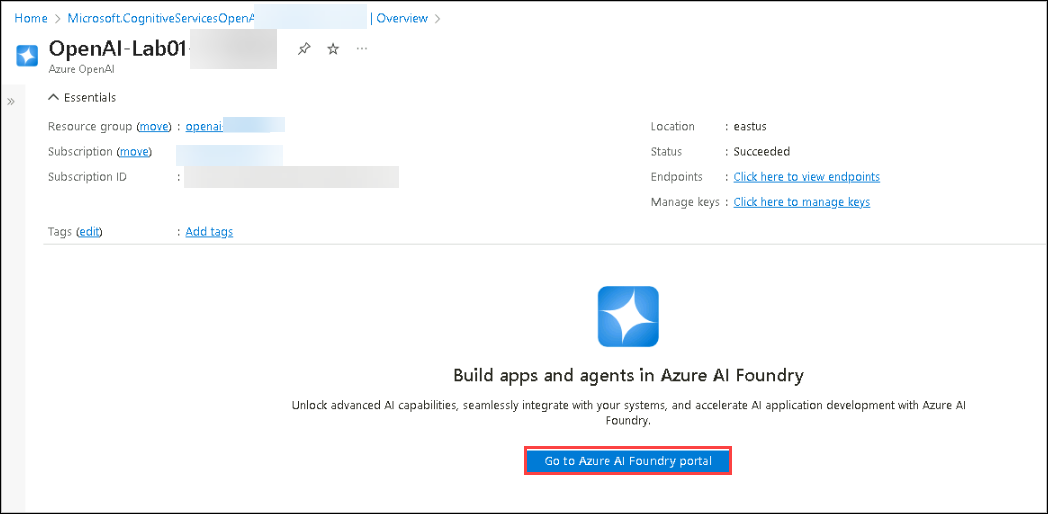 Home > Microsoft.CognitiveServicesOpenA | Overview >
OpenAI-Lab01-
Azure OpenAI
Essentials
Resource group (move) : openai
Subscription (move)
Subscription ID :
Tags (edit) : Add tags
Location : eastus
Status : Succeeded
Endpoints : Click here to view endpoints
Manage keys : Click here to manage keys
Build apps and agents in Azure AI Foundry
Unlock advanced AI capabilities, seamlessly integrate with your systems, and accelerate AI application development with Azure AI
Foundry.
Go to Azure AI Foundry portal